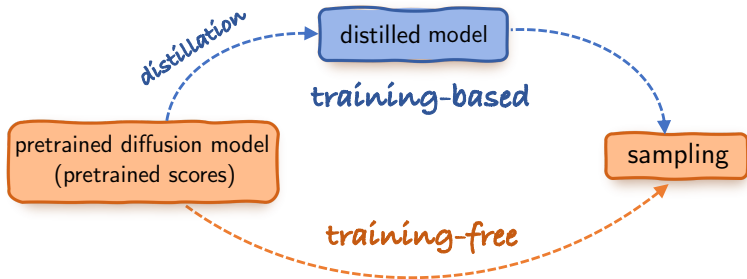 distillation
distilled model
training-based
pretrained diffusion model
(pretrained scores)
sampling
training-free